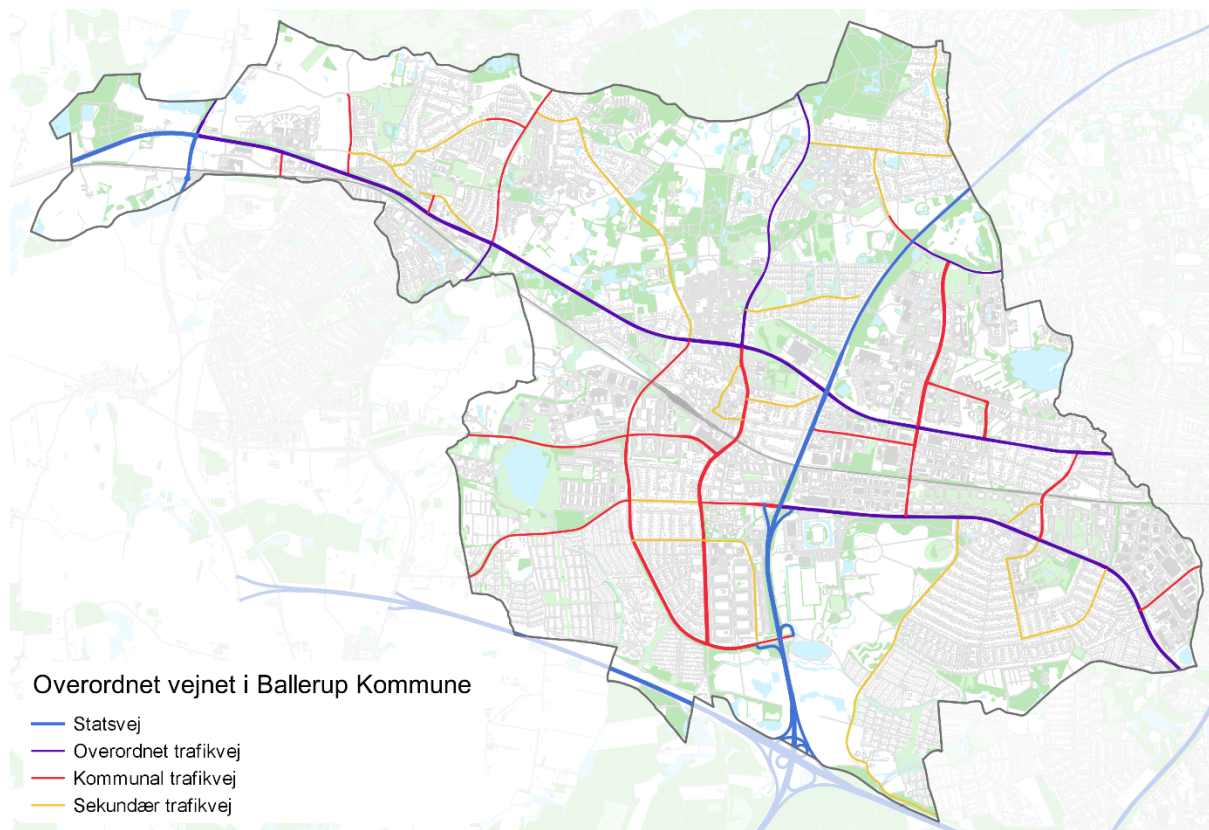 Overordnet vejnet i Ballerup Kommune
Statsvej
Overordnet trafikvej
Kommunal trafikvej
Sekundær trafikvej